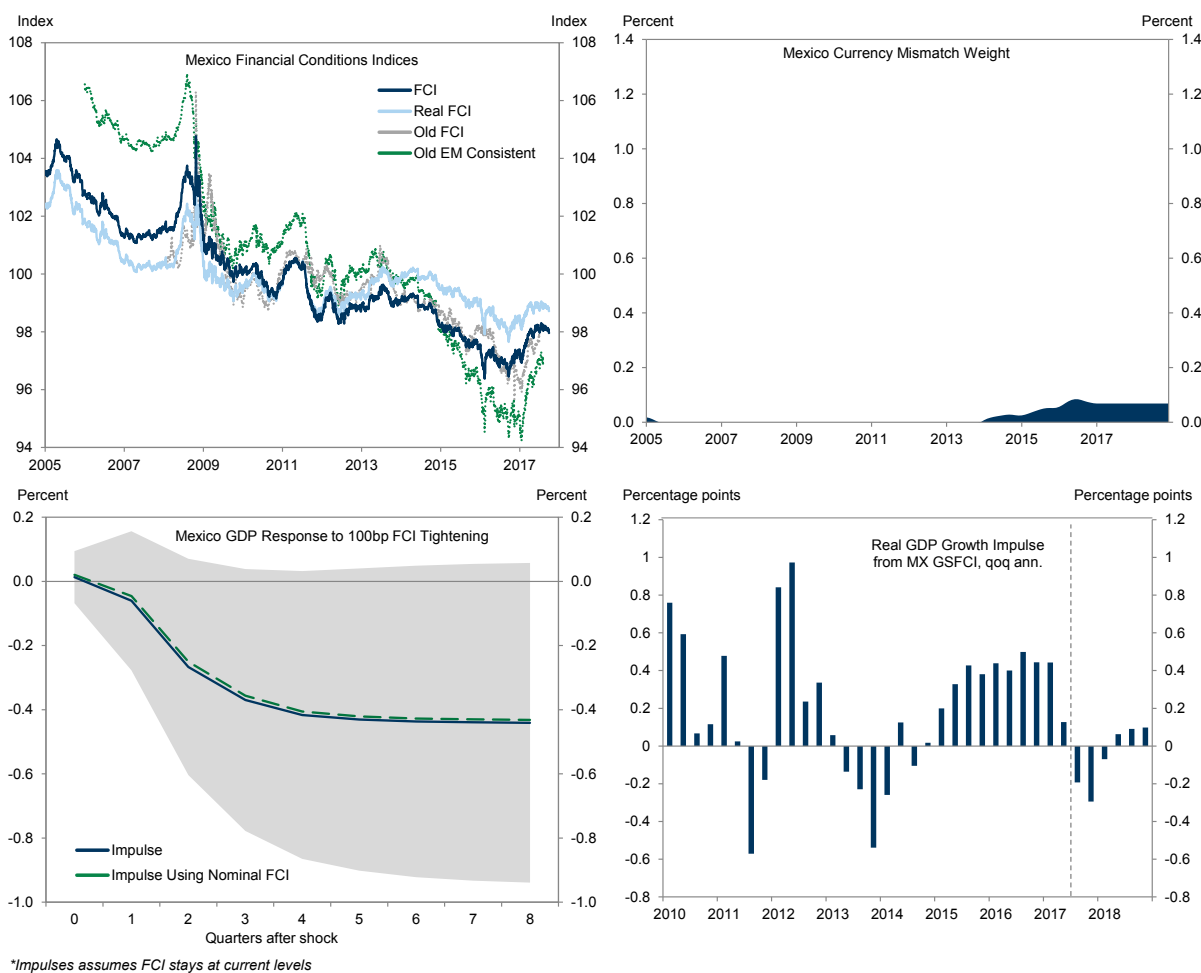 Index
Index
Mexico Financial Conditions Indices
108
106
104
102
100
98
96
94
FCI
Real FCI
Old FCI
Old EM Consistent
108
106
104
102
100
98
96
94
2005 2007 2009 2011 2013 2015 2017
Percent
Percent
Mexico Currency Mismatch Weight
1.4
1.2
1.0
0.8
0.6
0.4
0.2
0.0
1.4
1.2
1.0
0.8
0.6
0.4
0.2
0.0
2005 2007 2009 2011 2013 2015 2017
Percent
Percent
Mexico GDP Response to 100bp FCI Tightening
0.2
0.0
-0.2
-0.4
-0.6
-0.8
-1.0
Impulse
Impulse Using Nominal FCI
0.2
0.0
-0.2
-0.4
-0.6
-0.8
-1.0
0 1 2 3 4 5 6 7 8
Quarters after shock
Percentage points
Percentage points
Real GDP Growth Impulse
from MX GSFCI, qoq ann.
1.2
1
0.8
0.6
0.4
0.2
0
-0.2
-0.4
-0.6
-0.8
1.2
1
0.8
0.6
0.4
0.2
0
-0.2
-0.4
-0.6
-0.8
2010 2011 2012 2013 2014 2015 2016 2017 2018
*Impulses assumes FCI stays at current levels